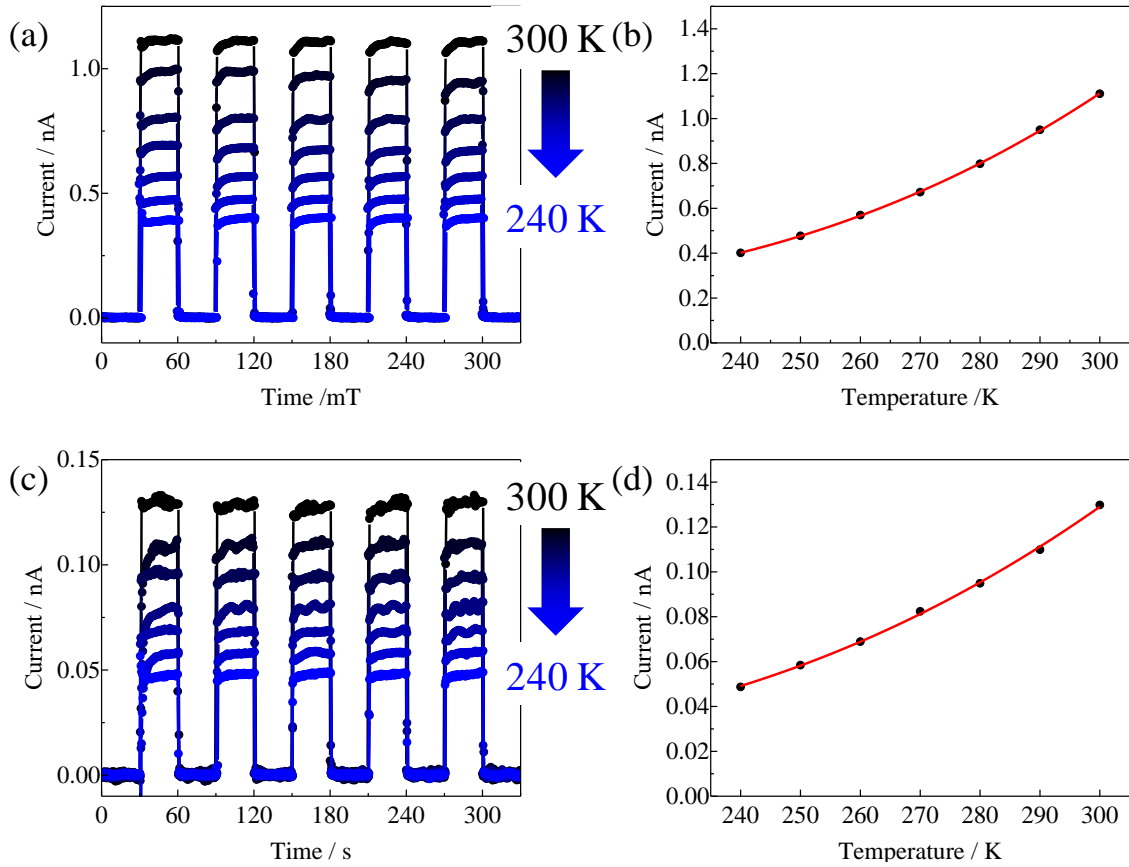 (a)
Current / nA
1.0
0.5
0.0
0 60 120 180 240 300
Time /mT
300 K
240 K
(b)
Current / nA
1.4
1.2
1.0
0.8
0.6
0.4
0.2
0.0
240 250 260 270 280 290 300
Temperature /K
(c)
Current / nA
0.15
0.10
0.05
0.00
0 60 120 180 240 300
Time / s
300 K
240 K
(d)
Current / nA
0.14
0.12
0.10
0.08
0.06
0.04
0.02
0.00
240 250 260 270 280 290 300
Temperature / K